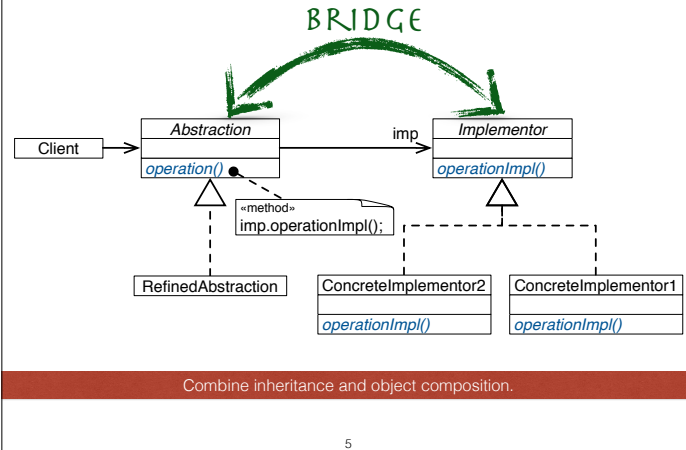 BRIDGE
Client
Abstraction
operation()
imp
Implementor
operationImpl()
«method»
imp.operationImpl();
RefinedAbstraction
ConcreteImplementor2
operationImpl()
ConcreteImplementor1
operationImpl()
Combine inheritance and object composition.
5